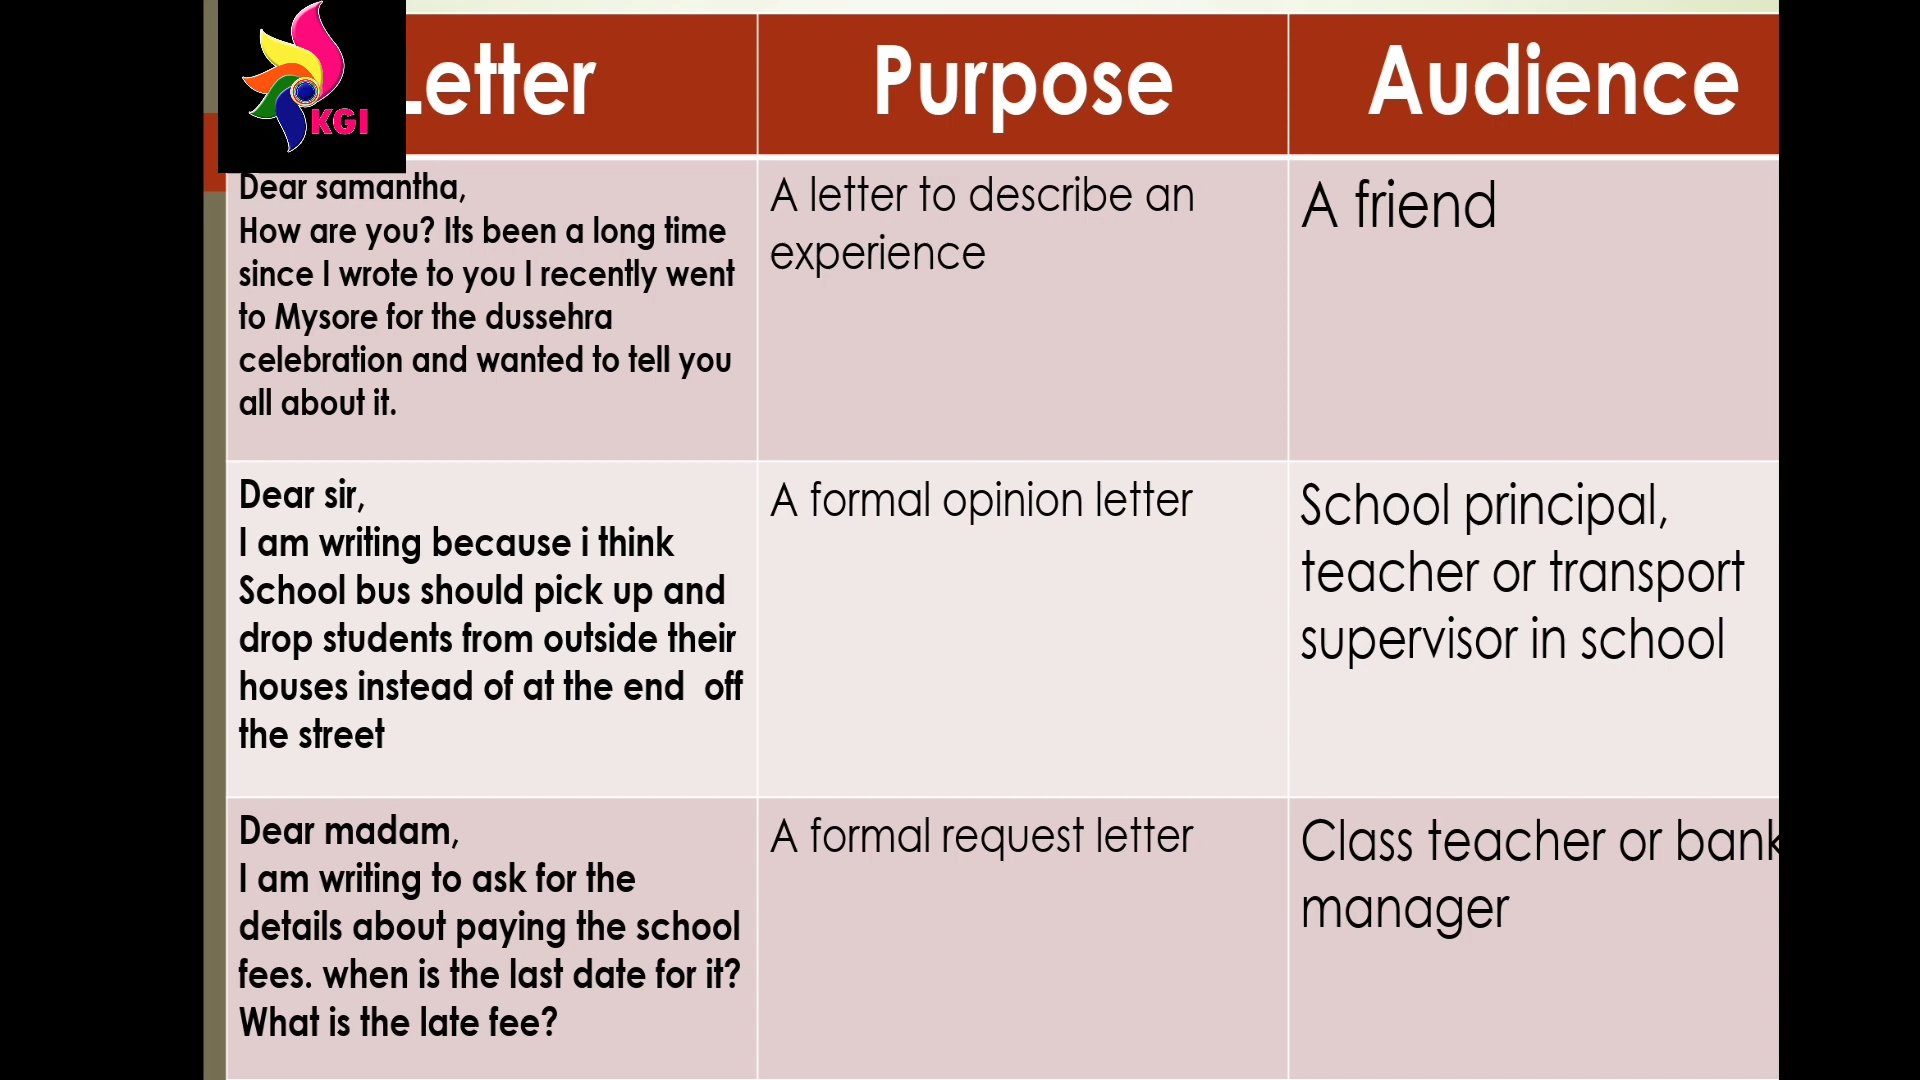 KGI
Letter
Purpose
Audience
Dear samantha,
How are you? Its been a long time
since I wrote to you I recently went
to Mysore for the dussehra
celebration and wanted to tell you
all about it.
A letter to describe an
experience
A friend
Dear sir,
I am writing because i think
School bus should pick up and
drop students from outside their
houses instead of at the end  off
the street
A formal opinion letter
School principal,
teacher or transport
supervisor in school
Dear madam,
I am writing to ask for the
details about paying the school
fees. when is the last date for it?
What is the late fee?
A formal request letter
Class teacher or bank
manager